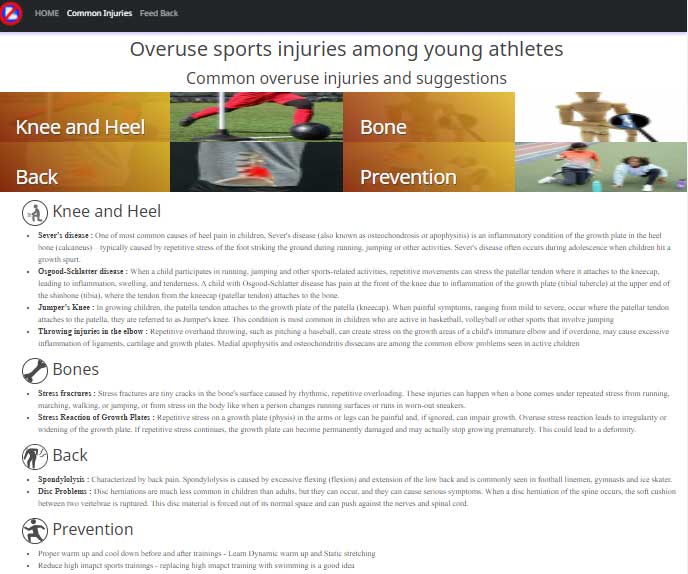 HOME Common Injuries Feed Back
Overuse sports injuries among young athletes
Common overuse injuries and suggestions
Knee and Heel
Bone
Back
Prevention
Knee and Heel
Sever's disease : One of most common causes of heel pain in children, Sever's disease (also known as osteochondrosis or apophysitis) is an inflammatory condition of the growth plate in the heel
bone (calcaneus) – typically caused by repetitive stress of the foot striking the ground during running, jumping or other activities. Sever's disease often occurs during adolescence when children hit a
growth spurt.
Osgood-Schlatter disease : When a child participates in running, jumping and other sports-related activities, repetitive movements can stress the patellar tendon where it attaches to the kneecap,
leading to inflammation, swelling, and tenderness. A child with Osgood-Schlatter disease has pain at the front of the knee due to inflammation of the growth plate (tibial tubercle) at the upper end of
the shinbone (tibia), where the tendon from the kneecap (patellar tendon) attaches to the bone.
Jumper's Knee : In growing children, the patella tendon attaches to the growth plate of the patella (kneecap). When painful symptoms, ranging from mild to severe, occur where the patellar tendon
attaches to the patella, they are referred to as Jumper's knee. This condition is most common in children who are active in basketball, volleyball or other sports that involve jumping
Throwing injuries in the elbow : Repetitive overhand throwing, such as pitching a baseball, can create stress on the growth areas of a child's immature elbow and if overdone, may cause excessive
inflammation of ligaments, cartilage and growth plates. Medial apophysitis and osteochondritis dissecans are among the common elbow problems seen in active children
Bones
Stress fractures : Stress fractures are tiny cracks in the bone's surface caused by rhythmic, repetitive overloading. These injuries can happen when a bone comes under repeated stress from running,
marching, walking, or jumping, or from stress on the body like when a person changes running surfaces or runs in worn-out sneakers.
Stress Reaction of Growth Plates : Repetitive stress on a growth plate (physis) in the arms or legs can be painful and, if ignored, can impair growth. Overuse stress reaction leads to irregularity or
widening of the growth plate. If repetitive stress continues, the growth plate can become permanently damaged and may actually stop growing prematurely. This could lead to a deformity.
Back
Spondylolysis : Characterized by back pain. Spondylolysis is caused by excessive flexing (flexion) and extension of the low back and is commonly seen in football linemen, gymnasts and ice skater.
Disc Problems : Disc herniations are much less common in children than adults, but they can occur, and they can cause serious symptoms. When a disc herniation of the spine occurs, the soft cushion
between two vertebrae is ruptured. This disc material is forced out of its normal space and can push against the nerves and spinal cord.
Prevention
Proper warm up and cool down before and after trainings - Learn Dynamic warm up and Static stretching
Reduce high imapct sports trainings - replacing high imapct training with swimming is a good idea